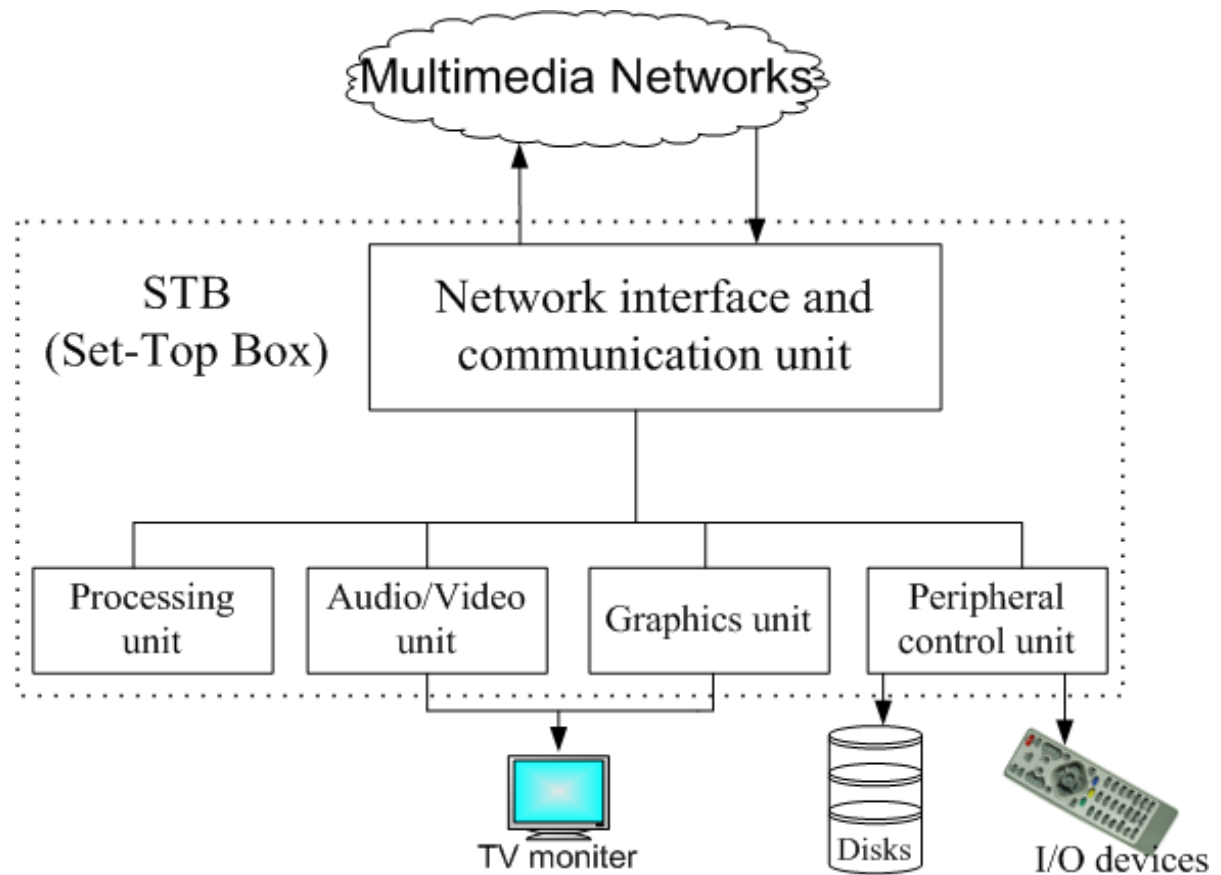 Multimedia Networks
STB
(Set-Top Box)
Network interface and
communication unit
Processing
unit
Audio/Video
unit
Graphics unit
Peripheral
control unit
TV moniter
Disks
I/O devices